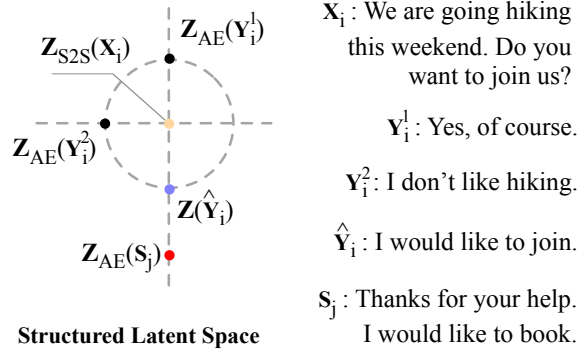 Z_S2S(X_i)
Z_AE(Y_i^1)
Z_AE(Y_i^2)
Z(Ŷ_i)
Z_AE(S_j)
Structured Latent Space
X_i : We are going hiking
this weekend. Do you
want to join us?
Y_i^1 : Yes, of course.
Y_i^2 : I don’t like hiking.
Ŷ_i : I would like to join.
S_j : Thanks for your help.
I would like to book.